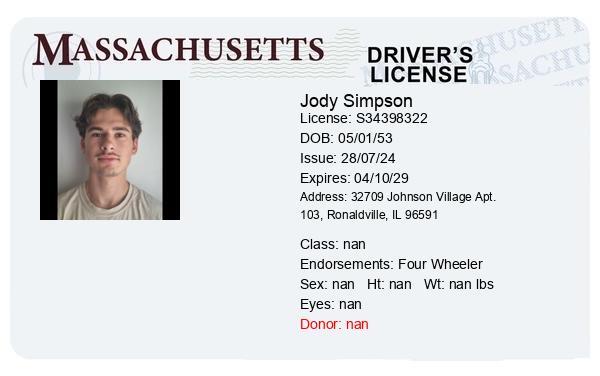 MASSACHUSETTS
DRIVER'S
LICENSE
Jody Simpson
License: S34398322
DOB: 05/01/53
Issue: 28/07/24
Expires: 04/10/29
Address: 32709 Johnson Village Apt.
103, Ronaldville, IL 96591
Class: nan
Endorsements: Four Wheeler
Sex: nan Ht: nan Wt: nan lbs
Eyes: nan
Donor: nan